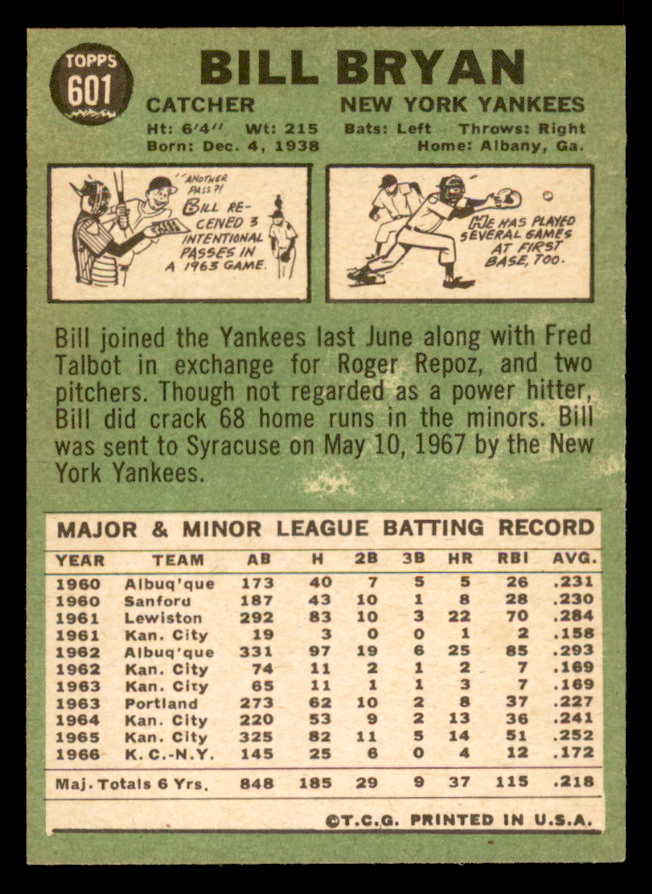 TOPPS
601
BILL BRYAN
CATCHER NEW YORK YANKEES
Ht: 6'4" Wt: 215 Bats: Left Throws: Right
Born: Dec. 4, 1938 Home: Albany, Ga.
"ANOTHER
PASS?!
BILL RE-
CEINED 3
INTENTIONAL
PASSES IN
A 1963 GAME.
HE HAS PLAYED
SEVERAL GAMES
AT FIRST
BASE, TOO.
Bill joined the Yankees last June along with Fred
Talbot in exchange for Roger Repoz, and two
pitchers. Though not regarded as a power hitter,
Bill did crack 68 home runs in the minors. Bill
was sent to Syracuse on May 10, 1967 by the New
York Yankees.
MAJOR & MINOR LEAGUE BATTING RECORD
YEAR TEAM AB H 2B 3B HR RBI AVG.
1960 Albuq'que 173 40 7 5 5 26 .231
1960 Sanford 187 43 10 1 8 28 .230
1961 Lewiston 292 83 10 3 22 70 .284
1961 Kan. City 19 3 0 0 1 2 .158
1962 Albuq'que 331 97 19 6 25 85 .293
1962 Kan. City 74 11 2 1 2 7 .169
1963 Kan. City 65 11 1 1 3 7 .169
1963 Portland 273 62 10 2 8 37 .227
1964 Kan. City 220 53 9 2 13 36 .241
1965 Kan. City 325 82 11 5 14 51 .252
1966 K.C.-N.Y. 145 25 6 0 4 12 .172
Maj. Totals 6 Yrs. 848 185 29 9 37 115 .218
©T.C.G. PRINTED IN U.S.A.